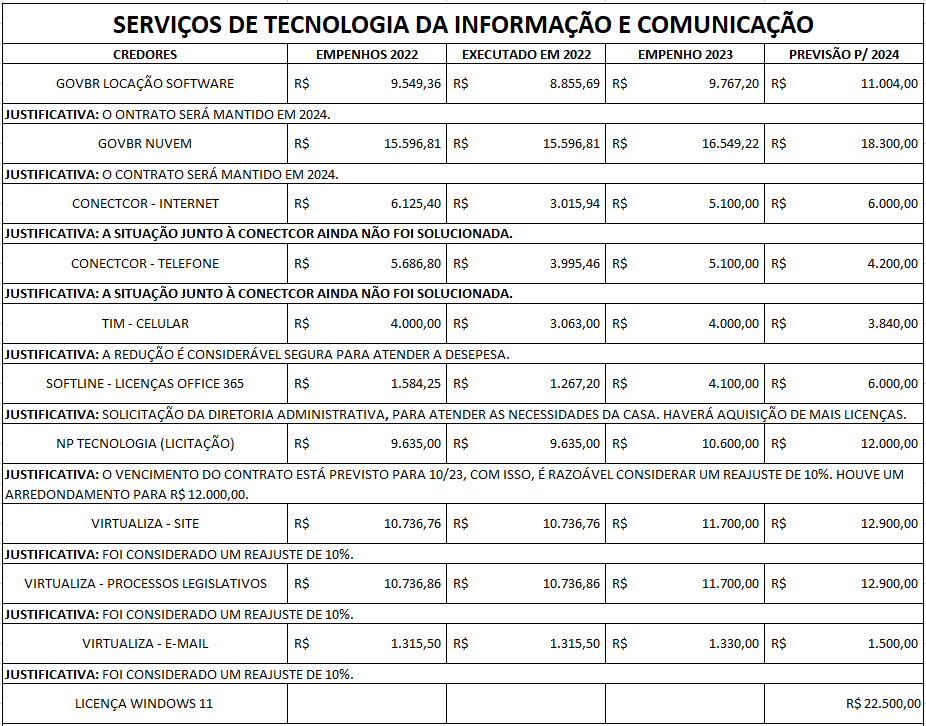 SERVIÇOS DE TECNOLOGIA DA INFORMAÇÃO E COMUNICAÇÃO
CREDORES EMPENHOS 2022 EXECUTADO EM 2022 EMPENHO 2023 PREVISÃO P/ 2024
GOVBR LOCAÇÃO SOFTWARE R$ 9.549,36 R$ 8.855,69 R$ 9.767,20 R$ 11.004,00
JUSTIFICATIVA: O ONTRATO SERÁ MANTIDO EM 2024.
GOVBR NUVEM R$ 15.596,81 R$ 15.596,81 R$ 16.549,22 R$ 18.300,00
JUSTIFICATIVA: O CONTRATO SERÁ MANTIDO EM 2024.
CONECTCOR - INTERNET R$ 6.125,40 R$ 3.015,94 R$ 5.100,00 R$ 6.000,00
JUSTIFICATIVA: A SITUAÇÃO JUNTO À CONECTCOR AINDA NÃO FOI SOLUCIONADA.
CONECTCOR - TELEFONE R$ 5.686,80 R$ 3.995,46 R$ 5.100,00 R$ 4.200,00
JUSTIFICATIVA: A SITUAÇÃO JUNTO À CONECTCOR AINDA NÃO FOI SOLUCIONADA.
TIM - CELULAR R$ 4.000,00 R$ 3.063,00 R$ 4.000,00 R$ 3.840,00
JUSTIFICATIVA: A REDUÇÃO É CONSIDERÁVEL SEGURA PARA ATENDER A DESEPESA.
SOFTLINE - LICENÇAS OFFICE 365 R$ 1.584,25 R$ 1.267,20 R$ 4.100,00 R$ 6.000,00
JUSTIFICATIVA: SOLICITAÇÃO DA DIRETORIA ADMINISTRATIVA, PARA ATENDER AS NECESSIDADES DA CASA. HAVERÁ AQUISIÇÃO DE MAIS LICENÇAS.
NP TECNOLOGIA (LICITAÇÃO) R$ 9.635,00 R$ 9.635,00 R$ 10.600,00 R$ 12.000,00
JUSTIFICATIVA: O VENCIMENTO DO CONTRATO ESTÁ PREVISTO PARA 10/23, COM ISSO, É RAZOÁVEL CONSIDERAR UM REAJUSTE DE 10%. HOUVE UM
ARREDONDAMENTO PARA R$ 12.000,00.
VIRTUALIZA - SITE R$ 10.736,76 R$ 10.736,76 R$ 11.700,00 R$ 12.900,00
JUSTIFICATIVA: FOI CONSIDERADO UM REAJUSTE DE 10%.
VIRTUALIZA - PROCESSOS LEGISLATIVOS R$ 10.736,86 R$ 10.736,86 R$ 11.700,00 R$ 12.900,00
JUSTIFICATIVA: FOI CONSIDERADO UM REAJUSTE DE 10%.
VIRTUALIZA - E-MAIL R$ 1.315,50 R$ 1.315,50 R$ 1.330,00 R$ 1.500,00
JUSTIFICATIVA: FOI CONSIDERADO UM REAJUSTE DE 10%.
LICENÇA WINDOWS 11 R$ 22.500,00